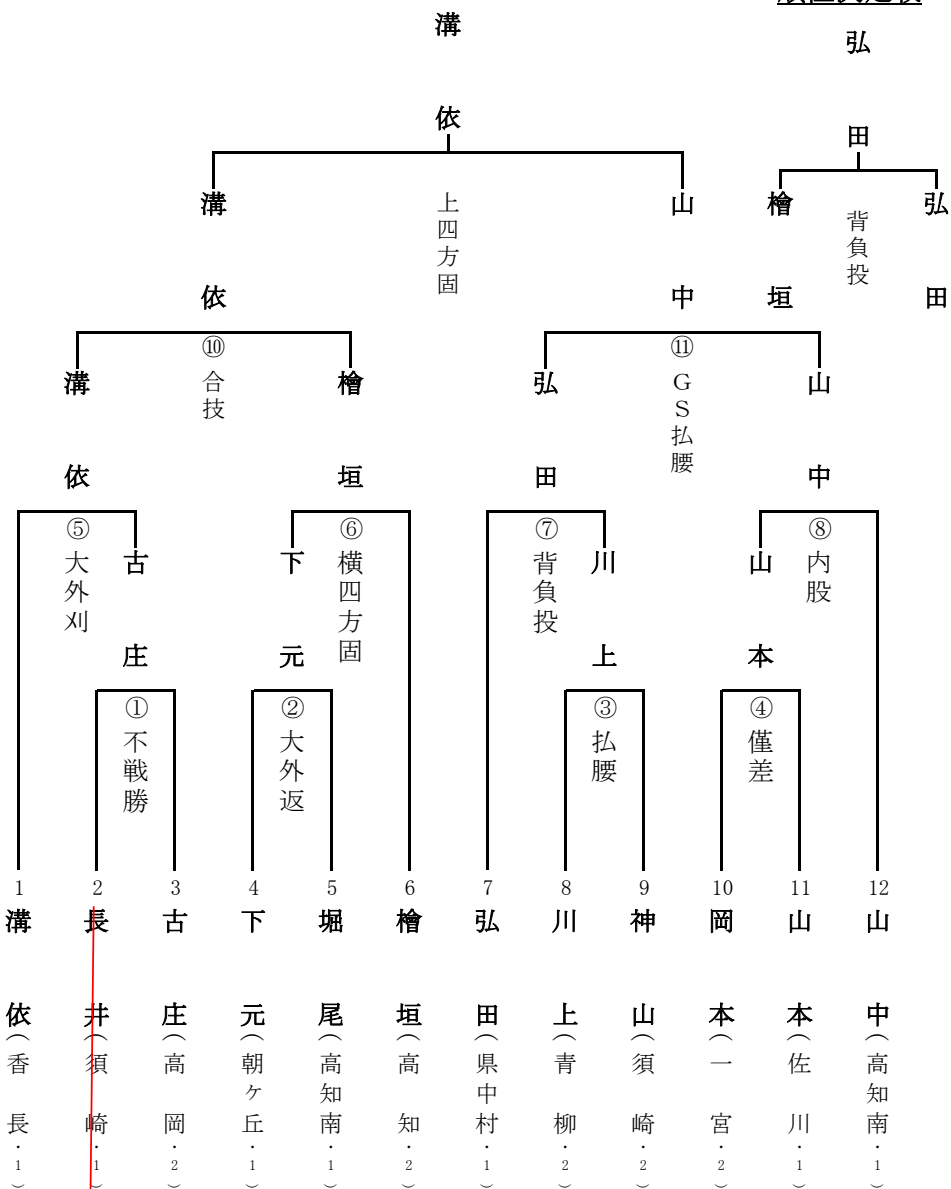 溝依
弘田
溝依
上四方固
山中
檜垣
背負投
弘田
溝依
⑩合技
檜垣
弘田
⑪GS払腰
山中
⑤大外刈
古庄
下元
⑥横四方固
⑦背負投
川上
山本
⑧内股
①不戦勝
②大外返
③払腰
④僅差
1 溝依（香長・1）
2 長井（須崎・1）
3 古庄（高岡・2）
4 下元（朝ヶ丘・1）
5 堀尾（高知南・1）
6 檜垣（高知・2）
7 弘田（県中村・1）
8 川上（青柳・2）
9 神山（須崎・2）
10 岡本（一宮・2）
11 山本（佐川・1）
12 山中（高知南・1）